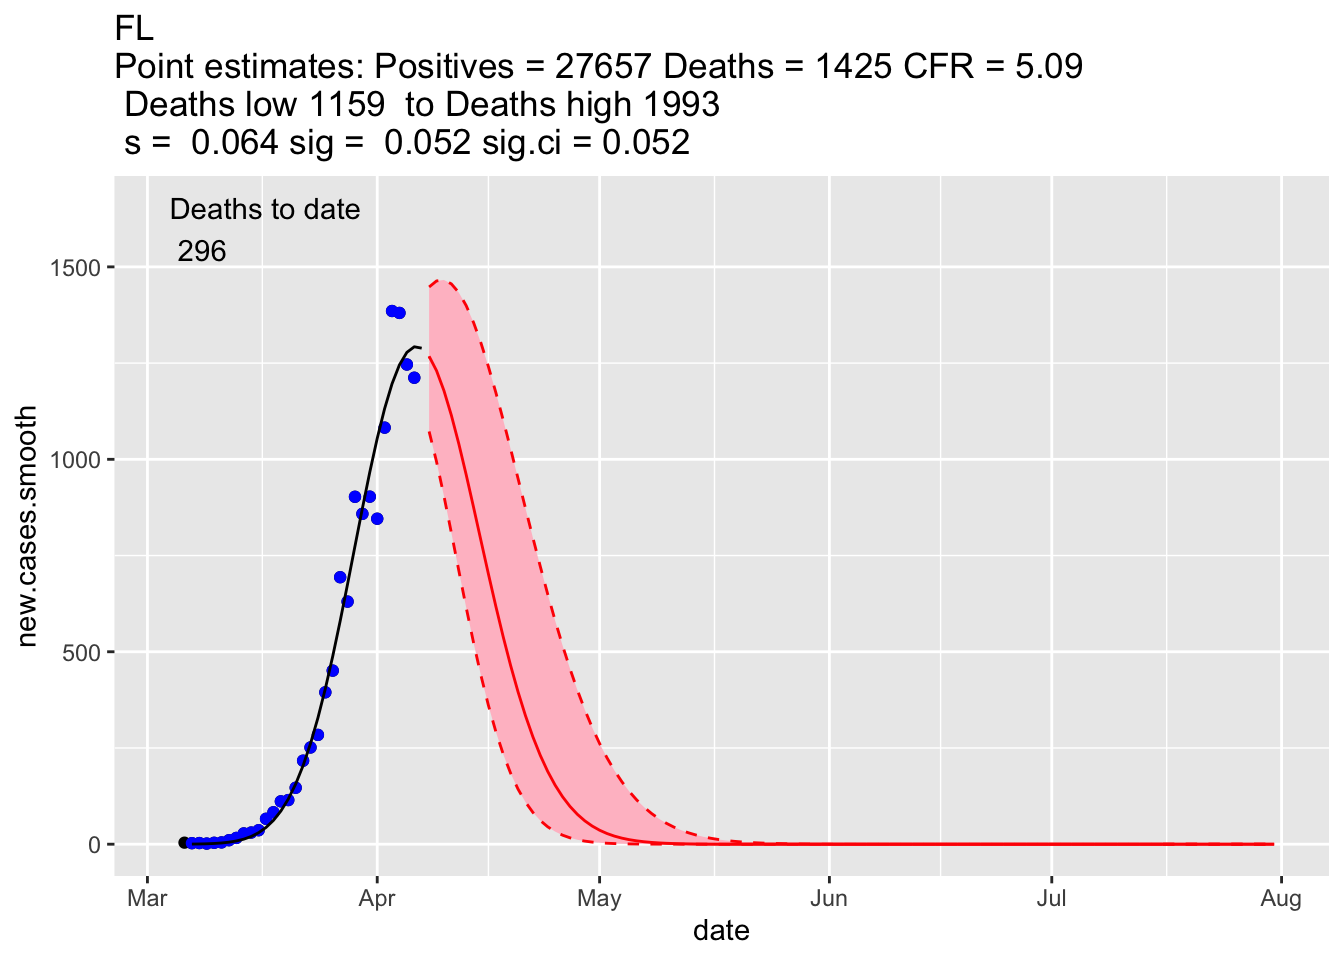 FL
Point estimates: Positives = 27657 Deaths = 1425 CFR = 5.09
Deaths low 1159  to Deaths high 1993
s =  0.064 sig =  0.052 sig.ci = 0.052
Deaths to date
296
1500
1000
500
0
new.cases.smooth
Mar Apr May Jun Jul Aug
date